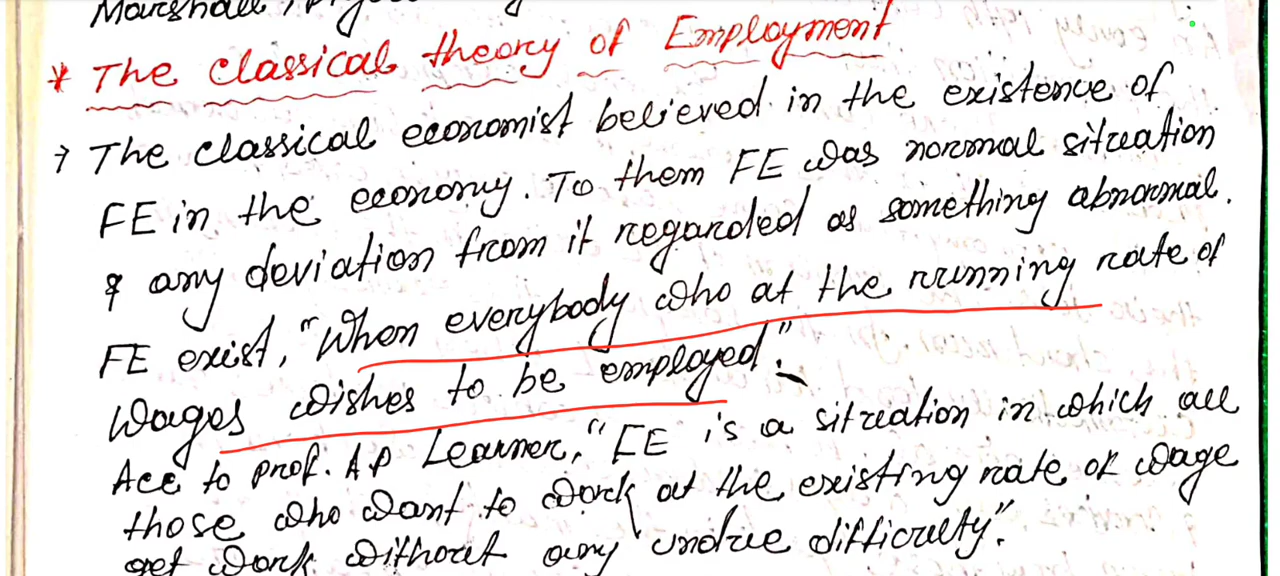 Marshall,
* The classical theory of Employment
→ The classical economist believed in the existence of
FE in the economy. To them FE was normal situation
& any deviation from it regarded as something abnormal.
FE exist, "When everybody who at the running rate of
Wages wishes to be employed".
Acc to prof. A.P Learner, "FE is a situation in which all
those who want to work at the existing rate of wage
get work without any undue difficulty".